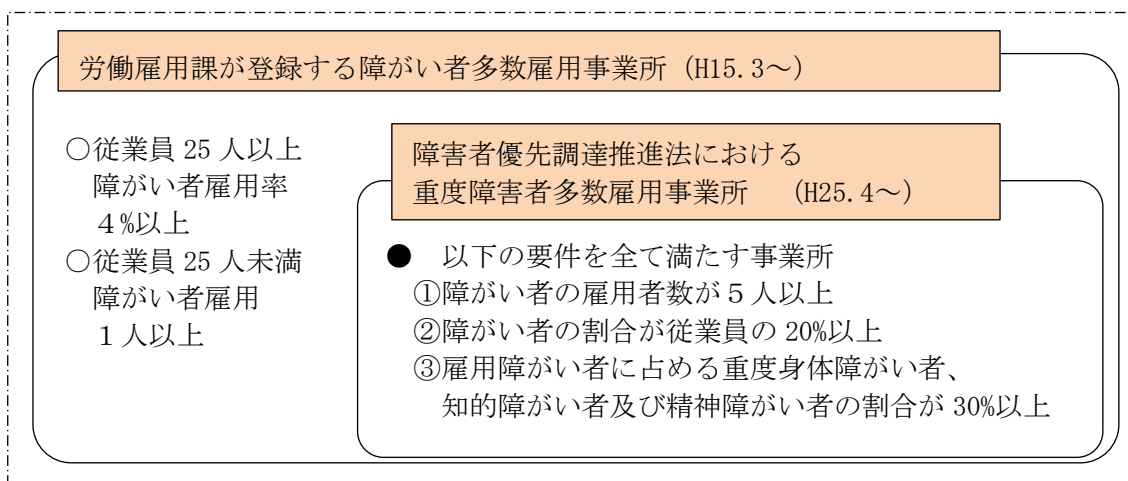 労働雇用課が登録する障がい者多数雇用事業所 (H15.3～)
○従業員 25 人以上
障がい者雇用率
４%以上
○従業員 25 人未満
障がい者雇用
１人以上
障害者優先調達推進法における
重度障害者多数雇用事業所　(H25.4～)
●　以下の要件を全て満たす事業所
①障がい者の雇用者数が５人以上
②障がい者の割合が従業員の 20%以上
③雇用障がい者に占める重度身体障がい者、
知的障がい者及び精神障がい者の割合が 30%以上